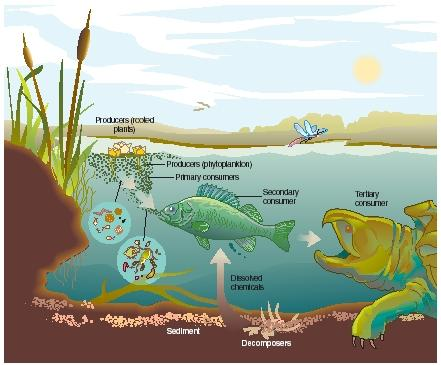 Producers (rooted
plants)
Producers (phytoplankton)
Primary consumers
Secondary
consumer
Tertiary
consumer
Dissolved
chemicals
Sediment
Decomposers